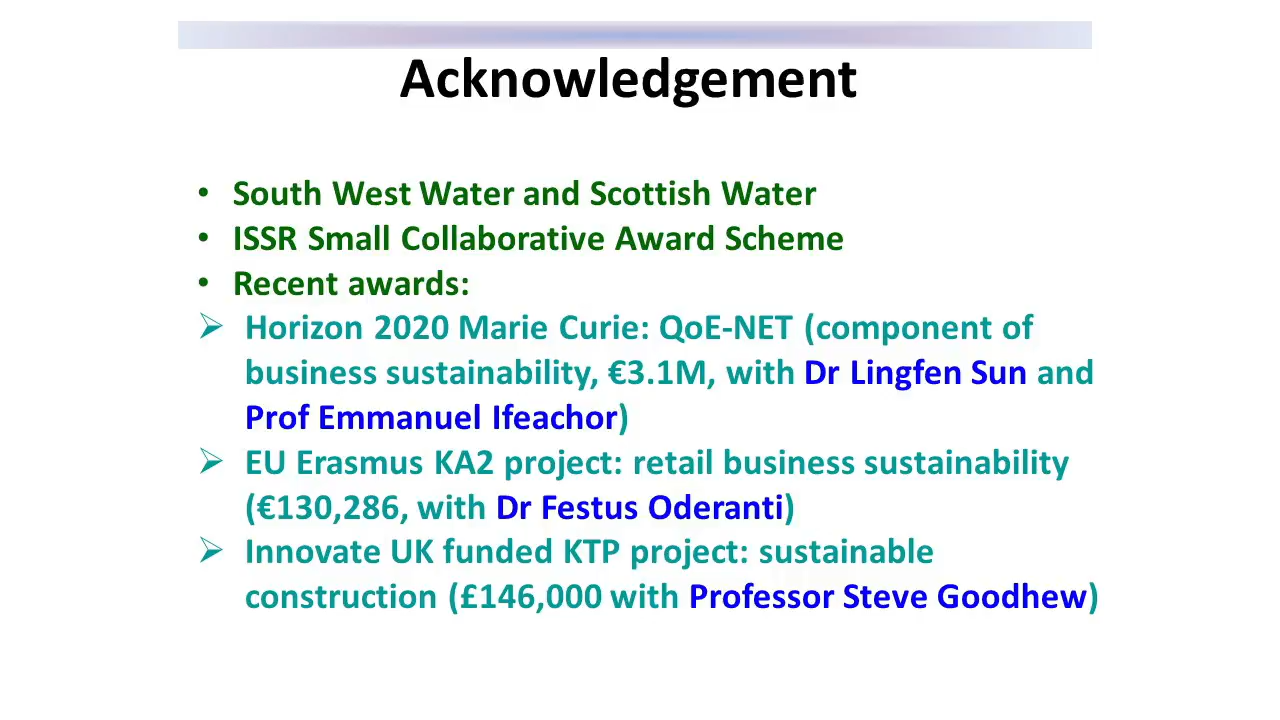 Acknowledgement
• South West Water and Scottish Water
• ISSR Small Collaborative Award Scheme
• Recent awards:
➢ Horizon 2020 Marie Curie: QoE-NET (component of
business sustainability, €3.1M, with Dr Lingfen Sun and
Prof Emmanuel Ifeachor)
➢ EU Erasmus KA2 project: retail business sustainability
(€130,286, with Dr Festus Oderanti)
➢ Innovate UK funded KTP project: sustainable
construction (£146,000 with Professor Steve Goodhew)